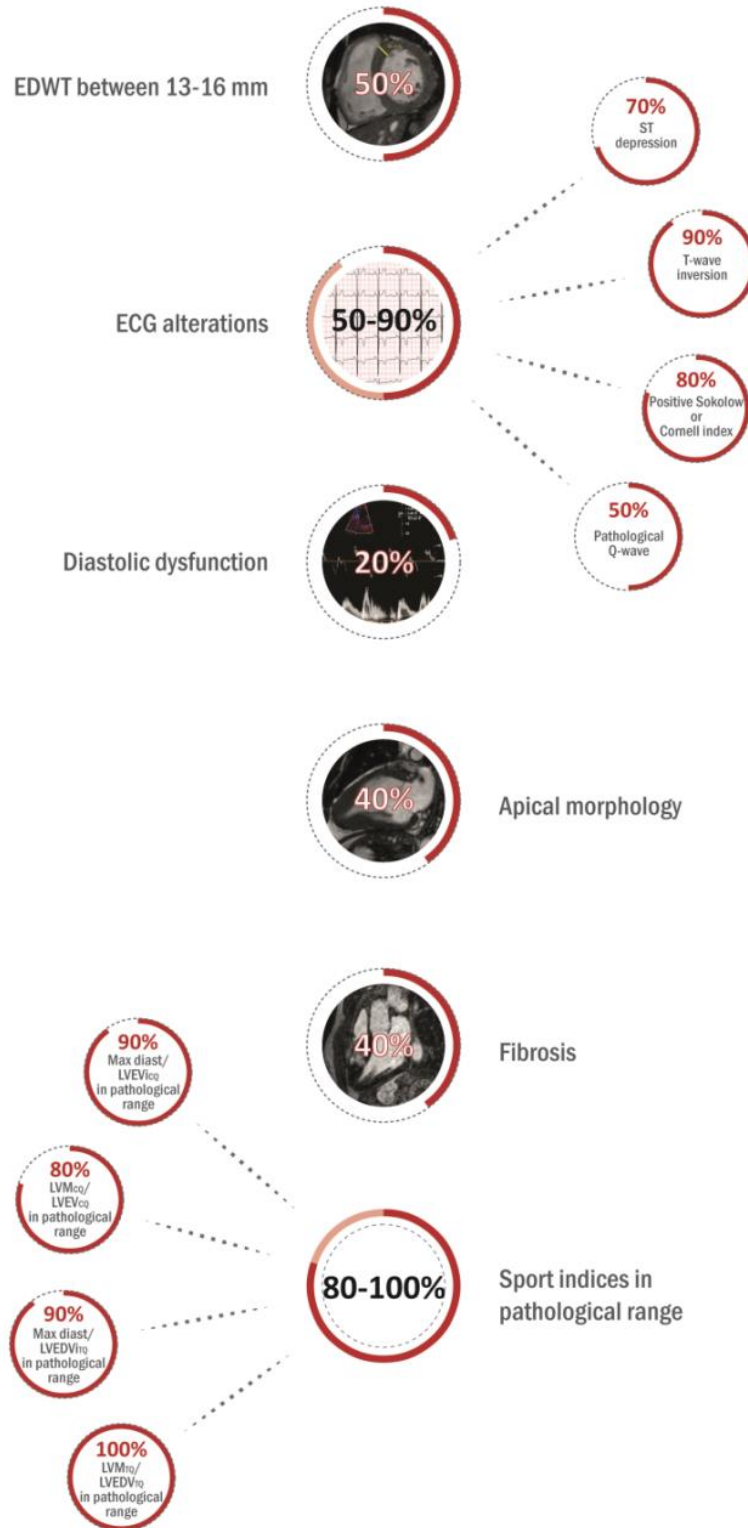 50%
EDWT between 13-16 mm
70%
ST
depression
90%
T-wave
inversion
50-90%
ECG alterations
80%
Positive Sokolow
or
Cornell index
50%
Pathological
Q-wave
20%
Diastolic dysfunction
40%
Apical morphology
40%
Fibrosis
90%
Max diast/
LVEVicQ
in pathological
range
80%
LVMCQ/
LVEVCQ
in pathological
range
80-100%
Sport indices in
pathological range
90%
Max diast/
LVEDViTQ
in pathological
range
100%
LVMTQ/
LVEDVTQ
in pathological
range